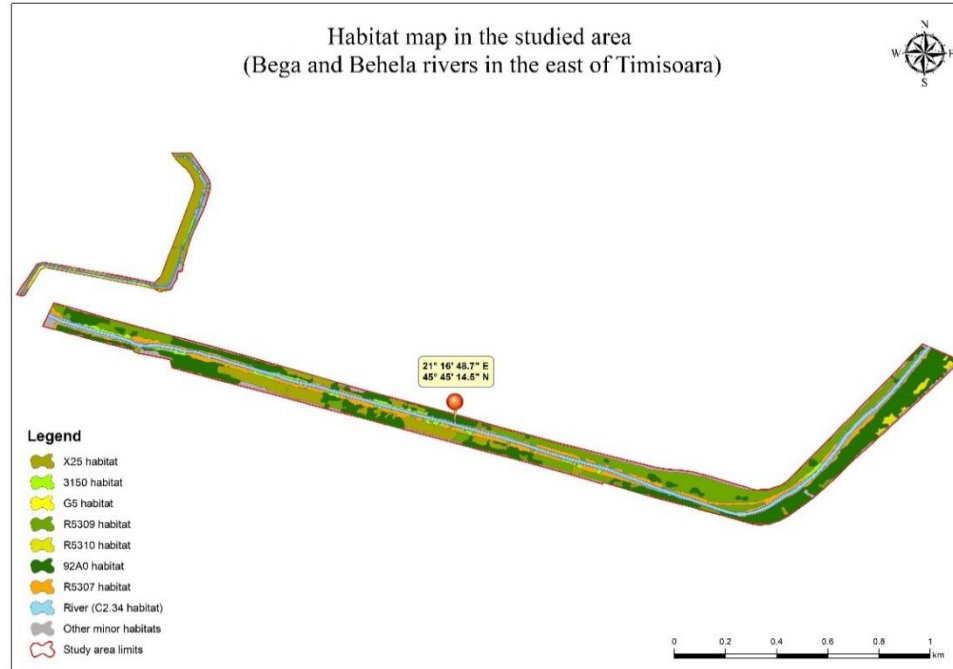 Habitat map in the studied area
(Bega and Behela rivers in the east of Timisoara)
N
W
E
S
21° 16' 48.7" E
45° 45' 14.5" N
Legend
X25 habitat
3150 habitat
G5 habitat
R5309 habitat
R5310 habitat
92A0 habitat
R5307 habitat
River (C2.34 habitat)
Other minor habitats
Study area limits
0 0.2 0.4 0.6 0.8 1
km